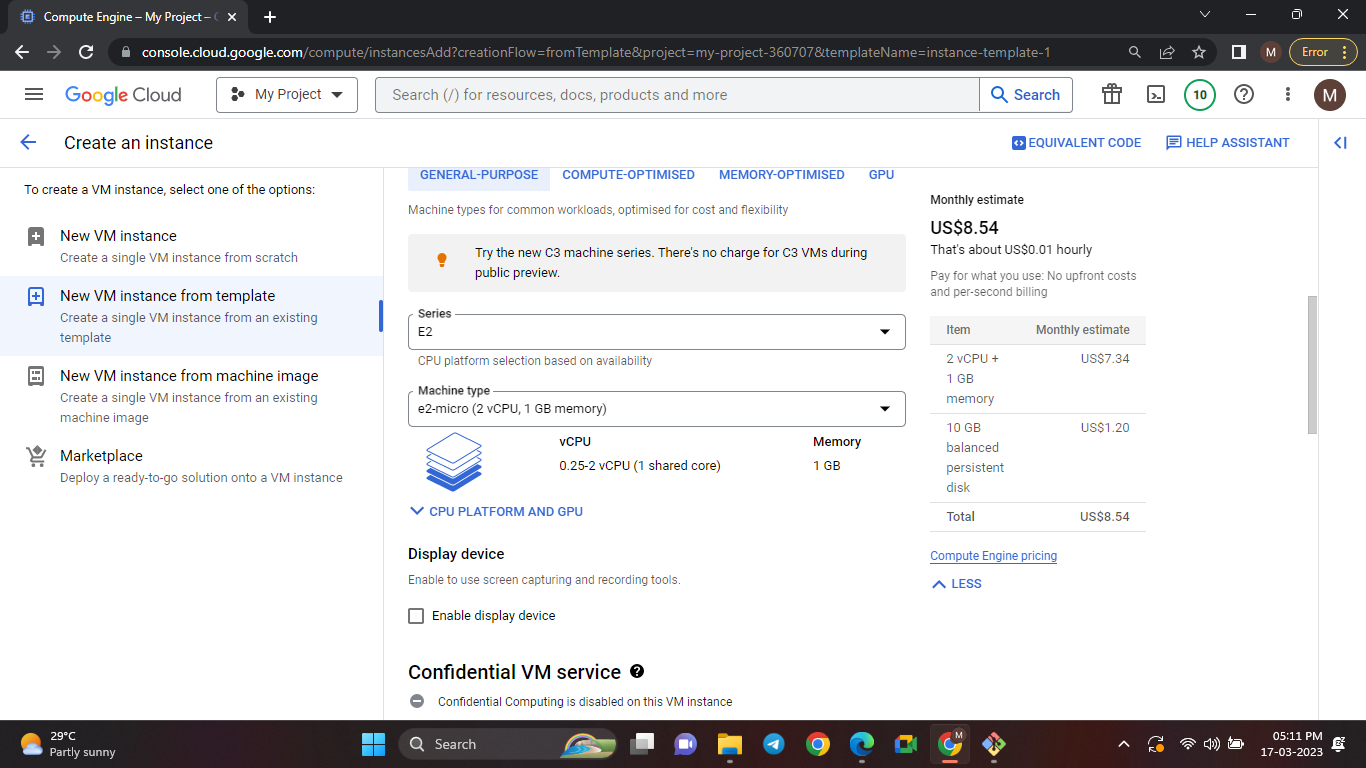 Compute Engine – My Project – G
console.cloud.google.com/compute/instancesAdd?creationFlow=fromTemplate&project=my-project-360707&templateName=instance-template-1
M
Error
Google Cloud
My Project
Search (/) for resources, docs, products and more
Search
10
M
Create an instance
EQUIVALENT CODE
HELP ASSISTANT
To create a VM instance, select one of the options:
New VM instance
Create a single VM instance from scratch
New VM instance from template
Create a single VM instance from an existing
template
New VM instance from machine image
Create a single VM instance from an existing
machine image
Marketplace
Deploy a ready-to-go solution onto a VM instance
GENERAL-PURPOSE
COMPUTE-OPTIMISED
MEMORY-OPTIMISED
GPU
Machine types for common workloads, optimised for cost and flexibility
Try the new C3 machine series. There's no charge for C3 VMs during
public preview.
Series
E2
CPU platform selection based on availability
Machine type
e2-micro (2 vCPU, 1 GB memory)
vCPU
Memory
0.25-2 vCPU (1 shared core)
1 GB
CPU PLATFORM AND GPU
Display device
Enable to use screen capturing and recording tools.
Enable display device
Confidential VM service
Confidential Computing is disabled on this VM instance
Monthly estimate
US$8.54
That's about US$0.01 hourly
Pay for what you use: No upfront costs
and per-second billing
Item
Monthly estimate
2 vCPU +
1 GB
memory
US$7.34
10 GB
balanced
persistent
disk
US$1.20
Total
US$8.54
Compute Engine pricing
LESS
29°C
Partly sunny
Search
M
05:11 PM
17-03-2023